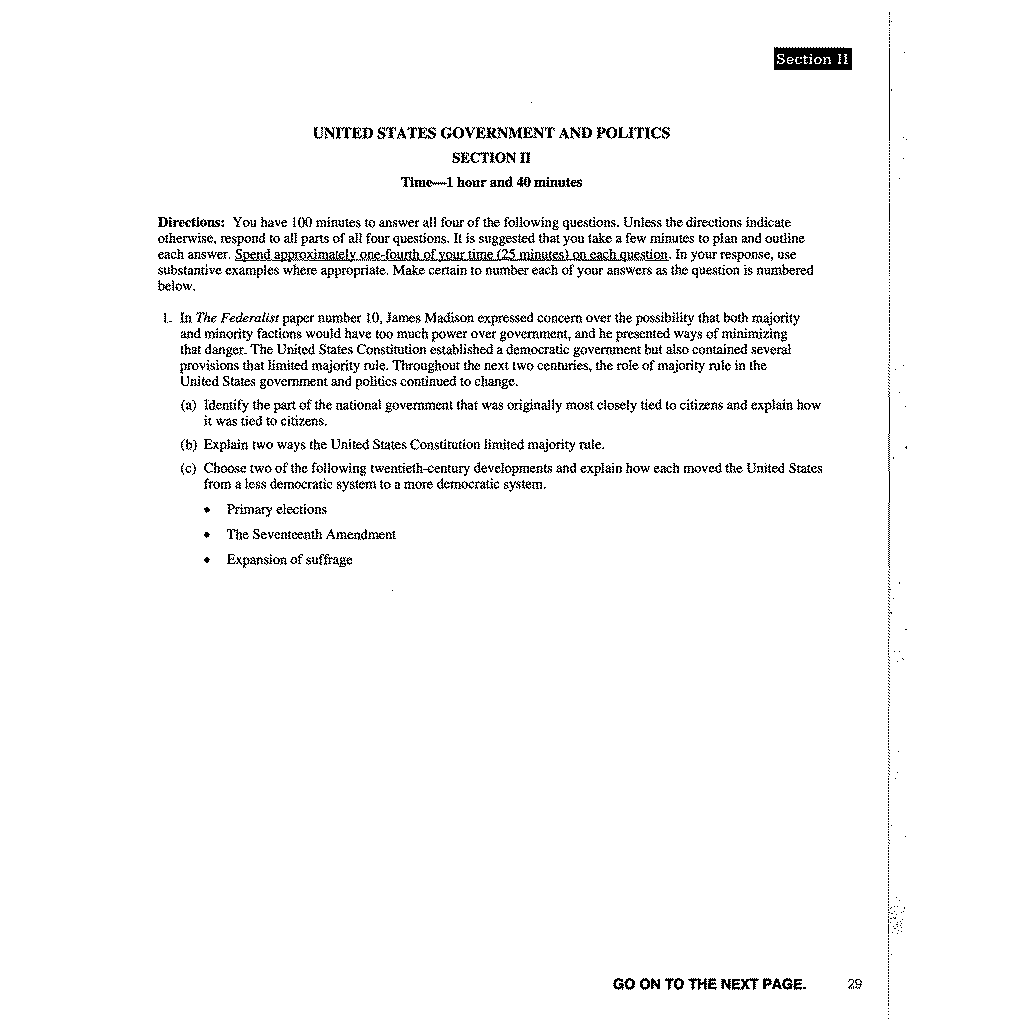 Section II
UNITED STATES GOVERNMENT AND POLITICS
SECTION II
Time—1 hour and 40 minutes
Directions: You have 100 minutes to answer all four of the following questions. Unless the directions indicate
otherwise, respond to all parts of all four questions. It is suggested that you take a few minutes to plan and outline
each answer. Spend approximately one-fourth of your time (25 minutes) on each question. In your response, use
substantive examples where appropriate. Make certain to number each of your answers as the question is numbered
below.
1. In The Federalist paper number 10, James Madison expressed concern over the possibility that both majority
and minority factions would have too much power over government, and he presented ways of minimizing
that danger. The United States Constitution established a democratic government but also contained several
provisions that limited majority rule. Throughout the next two centuries, the role of majority rule in the
United States government and politics continued to change.
(a) Identify the part of the national government that was originally most closely tied to citizens and explain how
it was tied to citizens.
(b) Explain two ways the United States Constitution limited majority rule.
(c) Choose two of the following twentieth-century developments and explain how each moved the United States
from a less democratic system to a more democratic system.
• Primary elections
• The Seventeenth Amendment
• Expansion of suffrage
GO ON TO THE NEXT PAGE. 29